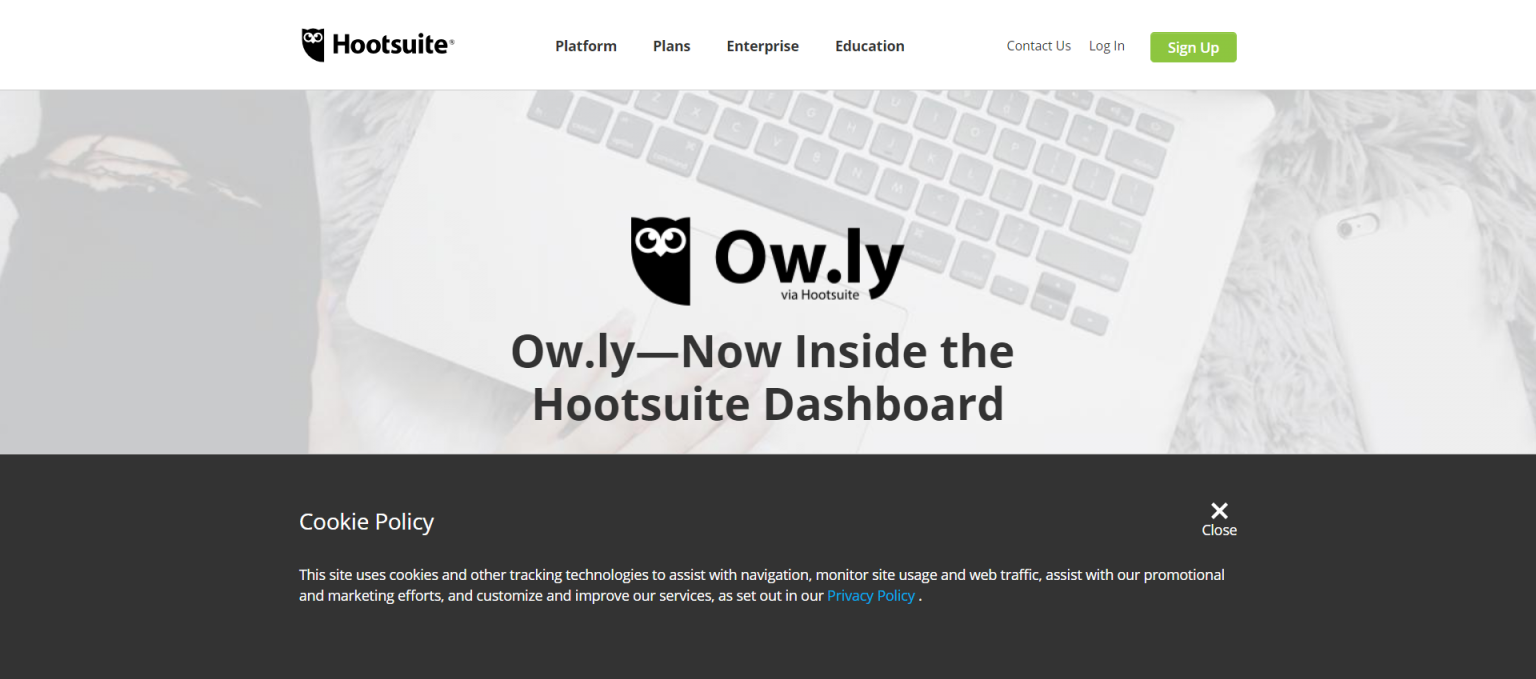 Hootsuite®
Platform
Plans
Enterprise
Education
Contact Us
Log In
Sign Up
Ow.ly
via Hootsuite
Ow.ly—Now Inside the
Hootsuite Dashboard
Cookie Policy
Close
This site uses cookies and other tracking technologies to assist with navigation, monitor site usage and web traffic, assist with our promotional
and marketing efforts, and customize and improve our services, as set out in our Privacy Policy .